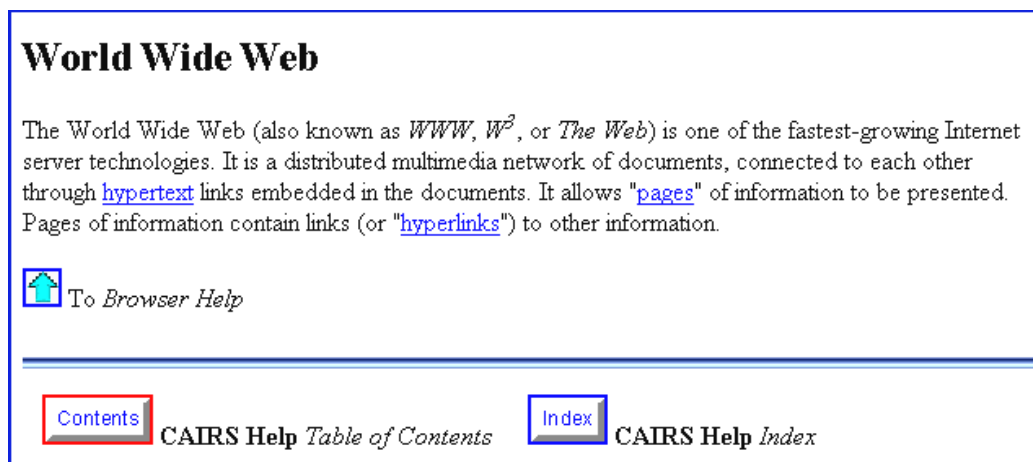 World Wide Web
The World Wide Web (also known as WWW, W³, or The Web) is one of the fastest-growing Internet
server technologies. It is a distributed multimedia network of documents, connected to each other
through hypertext links embedded in the documents. It allows "pages" of information to be presented.
Pages of information contain links (or "hyperlinks") to other information.
To Browser Help
Contents CAIRS Help Table of Contents Index CAIRS Help Index